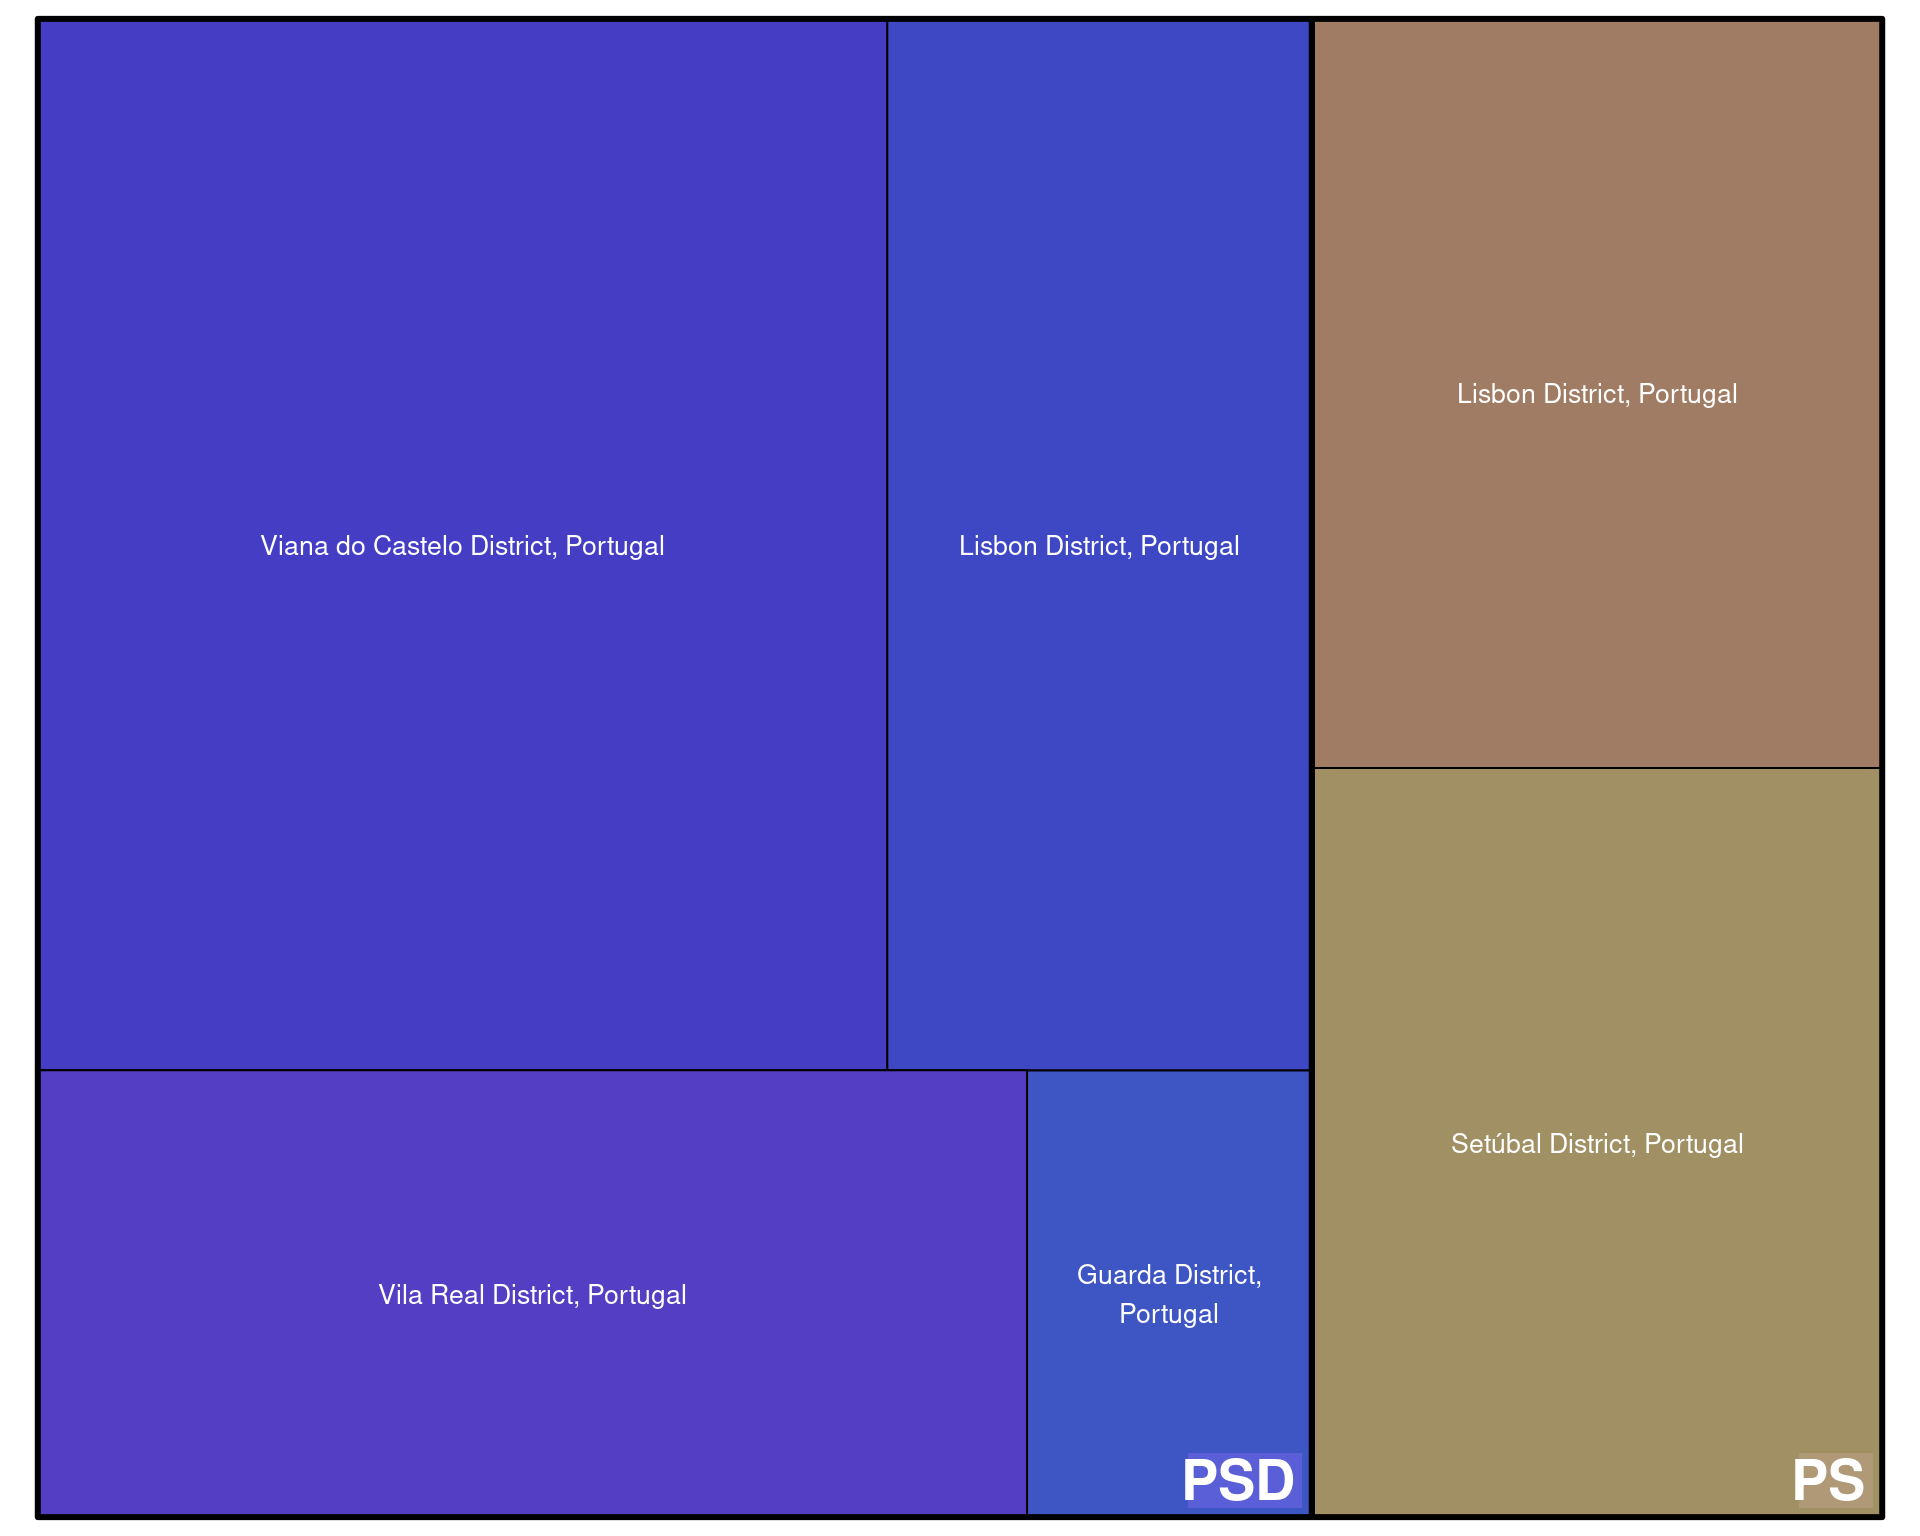 Viana do Castelo District, Portugal
Lisbon District, Portugal
Vila Real District, Portugal
Guarda District,
Portugal
PSD
Lisbon District, Portugal
Setúbal District, Portugal
PS